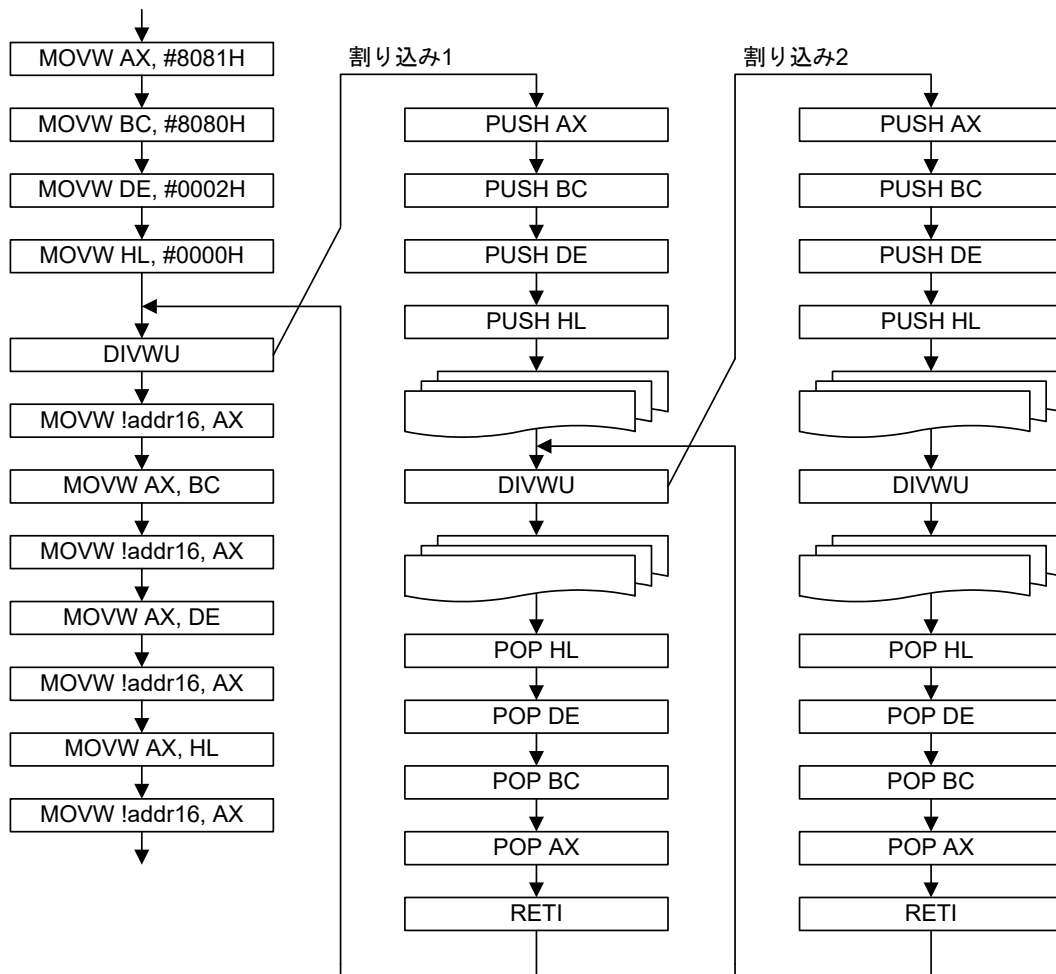 MOVW AX, #8081H
MOVW BC, #8080H
MOVW DE, #0002H
MOVW HL, #0000H
DIVWU
MOVW !addr16, AX
MOVW AX, BC
MOVW !addr16, AX
MOVW AX, DE
MOVW !addr16, AX
MOVW AX, HL
MOVW !addr16, AX
割り込み1
PUSH AX
PUSH BC
PUSH DE
PUSH HL
DIVWU
POP HL
POP DE
POP BC
POP AX
RETI
割り込み2
PUSH AX
PUSH BC
PUSH DE
PUSH HL
DIVWU
POP HL
POP DE
POP BC
POP AX
RETI